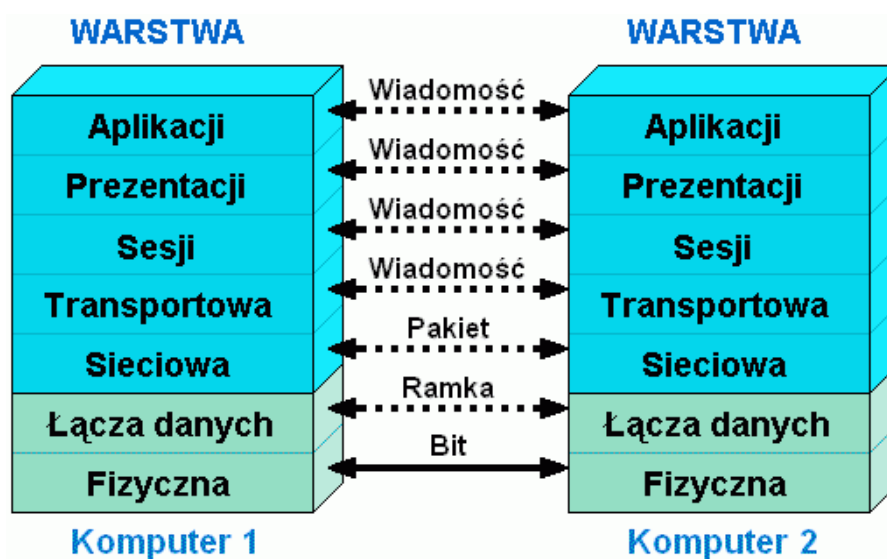 WARSTWA
Aplikacji
Prezentacji
Sesji
Transportowa
Sieciowa
Łącza danych
Fizyczna
Komputer 1
Wiadomość
Wiadomość
Wiadomość
Wiadomość
Pakiet
Ramka
Bit
WARSTWA
Aplikacji
Prezentacji
Sesji
Transportowa
Sieciowa
Łącza danych
Fizyczna
Komputer 2